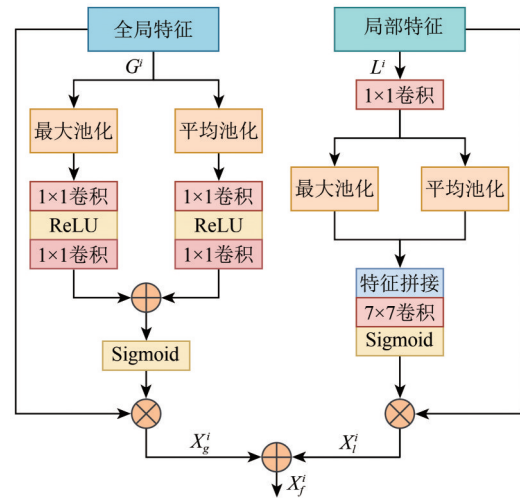 全局特征
局部特征
G^i
L^i
1×1卷积
最大池化
平均池化
最大池化
平均池化
1×1卷积
ReLU
1×1卷积
1×1卷积
ReLU
1×1卷积
特征拼接
7×7卷积
Sigmoid
Sigmoid
X_g^i
X_l^i
X_f^i